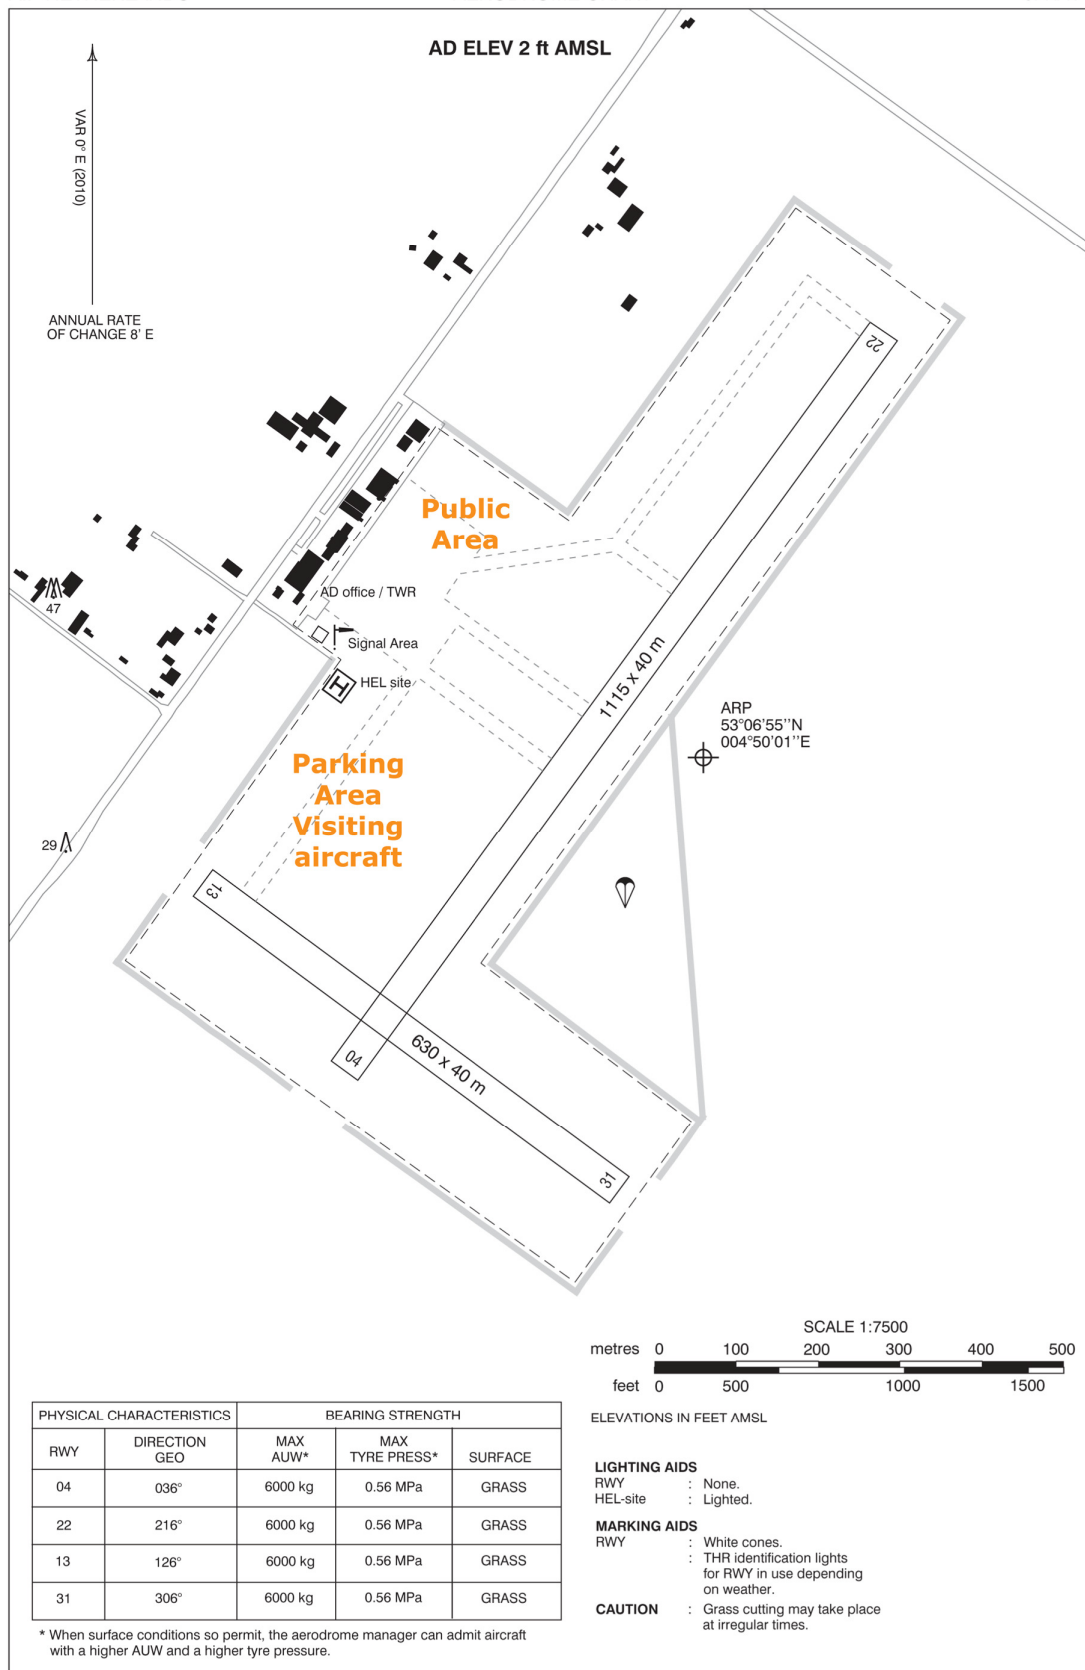 AD ELEV 2 ft AMSL
VAR 0° E (2010)
ANNUAL RATE
OF CHANGE 8' E
22
Public
Area
AD office / TWR
47
Signal Area
HEL site
1115 x 40 m
ARP
53°06'55''N
004°50'01''E
Parking
Area
Visiting
aircraft
29
13
04
630 x 40 m
31
SCALE 1:7500
metres 0 100 200 300 400 500
feet 0 500 1000 1500
ELEVATIONS IN FEET AMSL
PHYSICAL CHARACTERISTICS BEARING STRENGTH
RWY DIRECTION GEO MAX AUW* MAX TYRE PRESS* SURFACE
04 036° 6000 kg 0.56 MPa GRASS
22 216° 6000 kg 0.56 MPa GRASS
13 126° 6000 kg 0.56 MPa GRASS
31 306° 6000 kg 0.56 MPa GRASS
* When surface conditions so permit, the aerodrome manager can admit aircraft
with a higher AUW and a higher tyre pressure.
LIGHTING AIDS
RWY : None.
HEL-site : Lighted.
MARKING AIDS
RWY : White cones.
: THR identification lights
for RWY in use depending
on weather.
CAUTION : Grass cutting may take place
at irregular times.